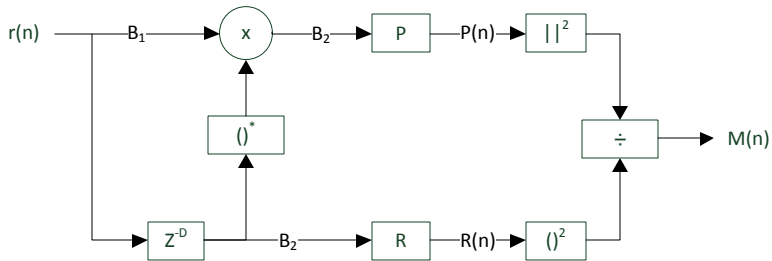 r(n) B₁ x B₂ P P(n) ||²
()* ÷ M(n)
Z⁻ᴰ B₂ R R(n) ()²